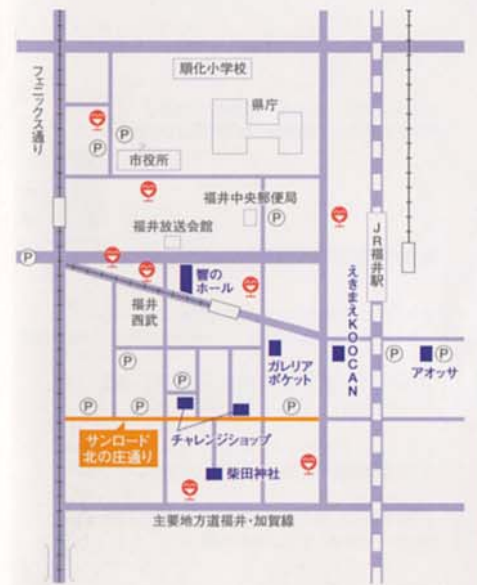 順化小学校
フェニックス通り
県庁
P
P
市役所
福井中央郵便局
P
福井放送会館
JR福井駅
P
響の
ホール
えきまえKOOCAN
福井
西武
ガレリア
ポケット
P
P
アオッサ
P
P
P
P
P
サンロード
北の庄通り
チャレンジショップ
柴田神社
主要地方道福井・加賀線